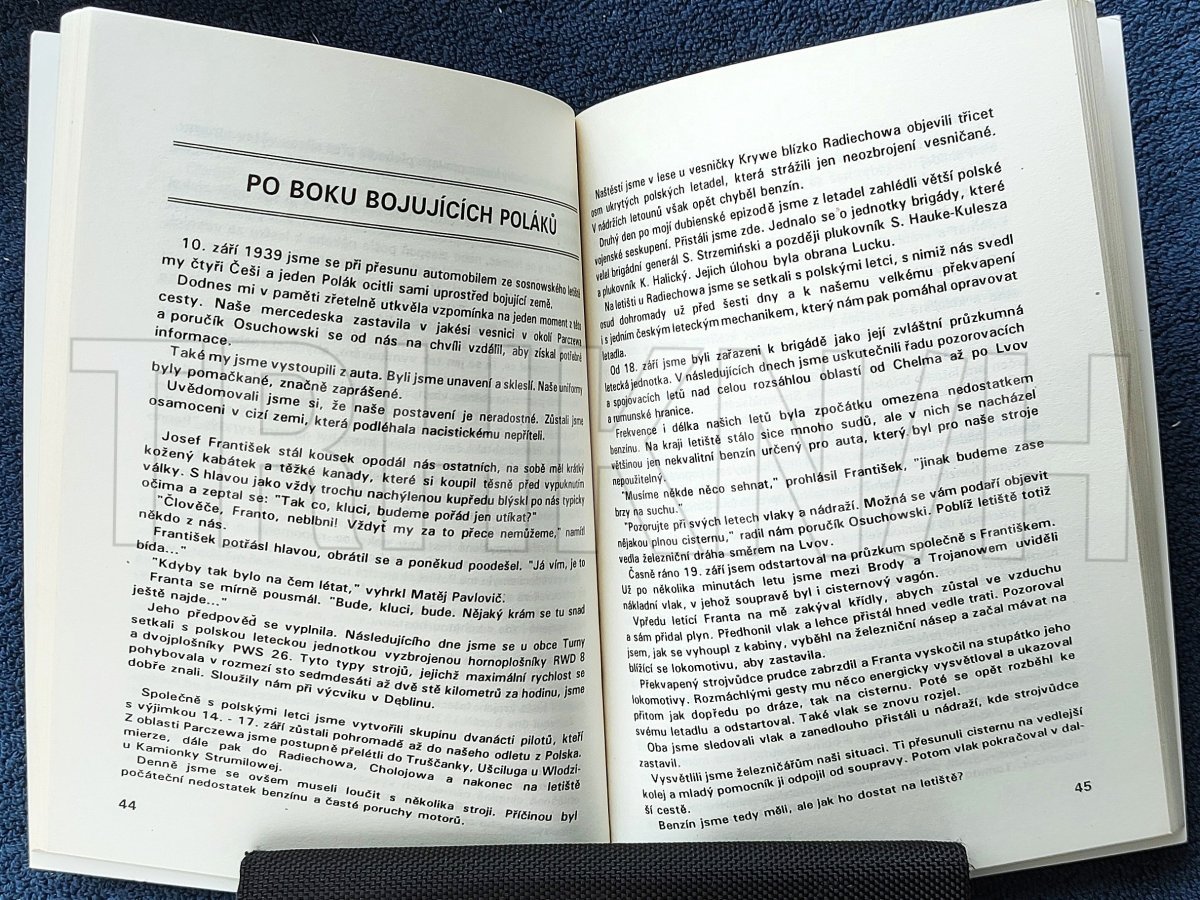 PO BOKU BOJUJÍCÍCH POLÁKŮ
10. září 1939 jsme se při přesunu automobilem ze sosnowského letiště
my čtyři Češi a jeden Polák ocitli sami uprostřed bojující země.
Dodnes mi v paměti zřetelně utkvěla vzpomínka na jeden moment z této
cesty. Naše mercedeska zastavila v jakési vesnici v okolí Parczewa
a poručík Osuchowski se od nás na chvíli vzdálil, aby získal potřebné
informace.
Také my jsme vystoupili z auta. Byli jsme unavení a skleslí. Naše uniformy
byly pomačkané, značně zaprášené.
Uvědomovali jsme si, že naše postavení je neradostné. Zůstali jsme
osamoceni v cizí zemi, která podléhala nacistickému nepříteli.
Josef František stál kousek opodál nás ostatních, na sobě měl krátký
kožený kabátek a těžké kanady, které si koupil těsně před vypuknutím
války. S hlavou jako vždy trochu nachýlenou kupředu blýskl po nás typicky
očima a zeptal se: "Tak co, kluci, budeme pořád jen utíkat?"
"Člověče, Franto, neblbni! Vždyť my za to přece nemůžeme," namítl
někdo z nás.
František potřásl hlavou, obrátil se a poněkud poodešel. "Já vím, je to
bída..."
"Kdyby tak bylo na čem létat," vyhrkl Matěj Pavlovič.
Franta se mírně pousmál. "Bude, kluci, bude. Nějaký krám se tu snad
ještě najde..."
Jeho předpověď se vyplnila. Následujícího dne jsme se u obce Turny
setkali s polskou leteckou jednotkou vyzbrojenou hornoplošníky RWD 8
a dvojplošníky PWS 26. Tyto typy strojů, jejichž maximální rychlost se
pohybovala v rozmezí sto sedmdesáti až dvě stě kilometrů za hodinu, jsme
dobře znali. Sloužily nám při výcviku v Dęblinu.
Společně s polskými letci jsme vytvořili skupinu dvanácti pilotů, kteří
s výjimkou 14. - 17. září zůstali pohromadě až do našeho odletu z Polska.
Z oblasti Parczewa jsme postupně přelétli do Truščanky, Uščiluga u Wlodzi-
mierze, dále pak do Radiechowa, Cholojowa a nakonec na letiště
u Kamionky Strumilowej.
Denně jsme se ovšem museli loučit s několika stroji. Příčinou byl
počáteční nedostatek benzínu a časté poruchy motorů.
44
Naštěstí jsme v lese u vesničky Krywe blízko Radiechowa objevili třicet
osm ukrytých polských letadel, která strážili jen neozbrojení vesničané.
V nádržích letounů však opět chyběl benzín.
Druhý den po mojí dubienské epizodě jsme z letadel zahlédli větší polské
vojenské seskupení. Přistáli jsme zde. Jednalo se o jednotky brigády, které
velel brigádní generál S. Strzemiński a později plukovník S. Hauke-Kulesza
a plukovník K. Halický. Jejich úlohou byla obrana Lucku.
Na letišti u Radiechowa jsme se setkali s polskými letci, s nimiž nás svedl
osud dohromady už před šesti dny a k našemu velkému překvapení
i s jedním českým leteckým mechanikem, který nám pak pomáhal opravovat
letadla.
Od 18. září jsme byli zařazeni k brigádě jako její zvláštní průzkumná
letecká jednotka. V následujících dnech jsme uskutečnili řadu pozorovacích
a spojovacích letů nad celou rozsáhlou oblastí od Chelma až po Lvov
a rumunské hranice.
Frekvence i délka našich letů byla zpočátku omezena nedostatkem
benzínu. Na kraji letiště stálo sice mnoho sudů, ale v nich se nacházel
většinou jen nekvalitní benzín určený pro auta, který byl pro naše stroje
nepoužitelný.
"Musíme někde něco sehnat," prohlásil František, "jinak budeme zase
brzy na suchu."
"Pozorujte při svých letech vlaky a nádraží. Možná se vám podaří objevit
nějakou plnou cisternu," radil nám poručík Osuchowski. Poblíž letiště totiž
vedla železniční dráha směrem na Lvov.
Časně ráno 19. září jsem odstartoval na průzkum společně s Františkem.
Už po několika minutách letu jsme mezi Brody a Trojanowem uviděli
nákladní vlak, v jehož soupravě byl i cisternový vagón.
Vpředu letící Franta na mě zakýval křídly, abych zůstal ve vzduchu
a sám přidal plyn. Předhonil vlak a lehce přistál hned vedle trati. Pozoroval
jsem, jak se vyhoupl z kabiny, vyběhl na železniční násep a začal mávat na
blížící se lokomotivu, aby zastavila.
Překvapený strojvůdce prudce zabrzdil a Franta vyskočil na stupátko jeho
lokomotivy. Rozmáchlými gesty mu něco energicky vysvětloval a ukazoval
přitom jak dopředu po dráze, tak na cisternu. Poté se opět rozběhl ke
svému letadlu a odstartoval. Také vlak se znovu rozjel.
Oba jsme sledovali vlak a zanedlouho přistáli u nádraží, kde strojvůdce
zastavil.
Vysvětlili jsme železničářům naši situaci. Ti přesunuli cisternu na vedlejší
kolej a mladý pomocník ji odpojil od soupravy. Potom vlak pokračoval v dal-
ší cestě.
Benzín jsme tedy měli, ale jak ho dostat na letiště?
45